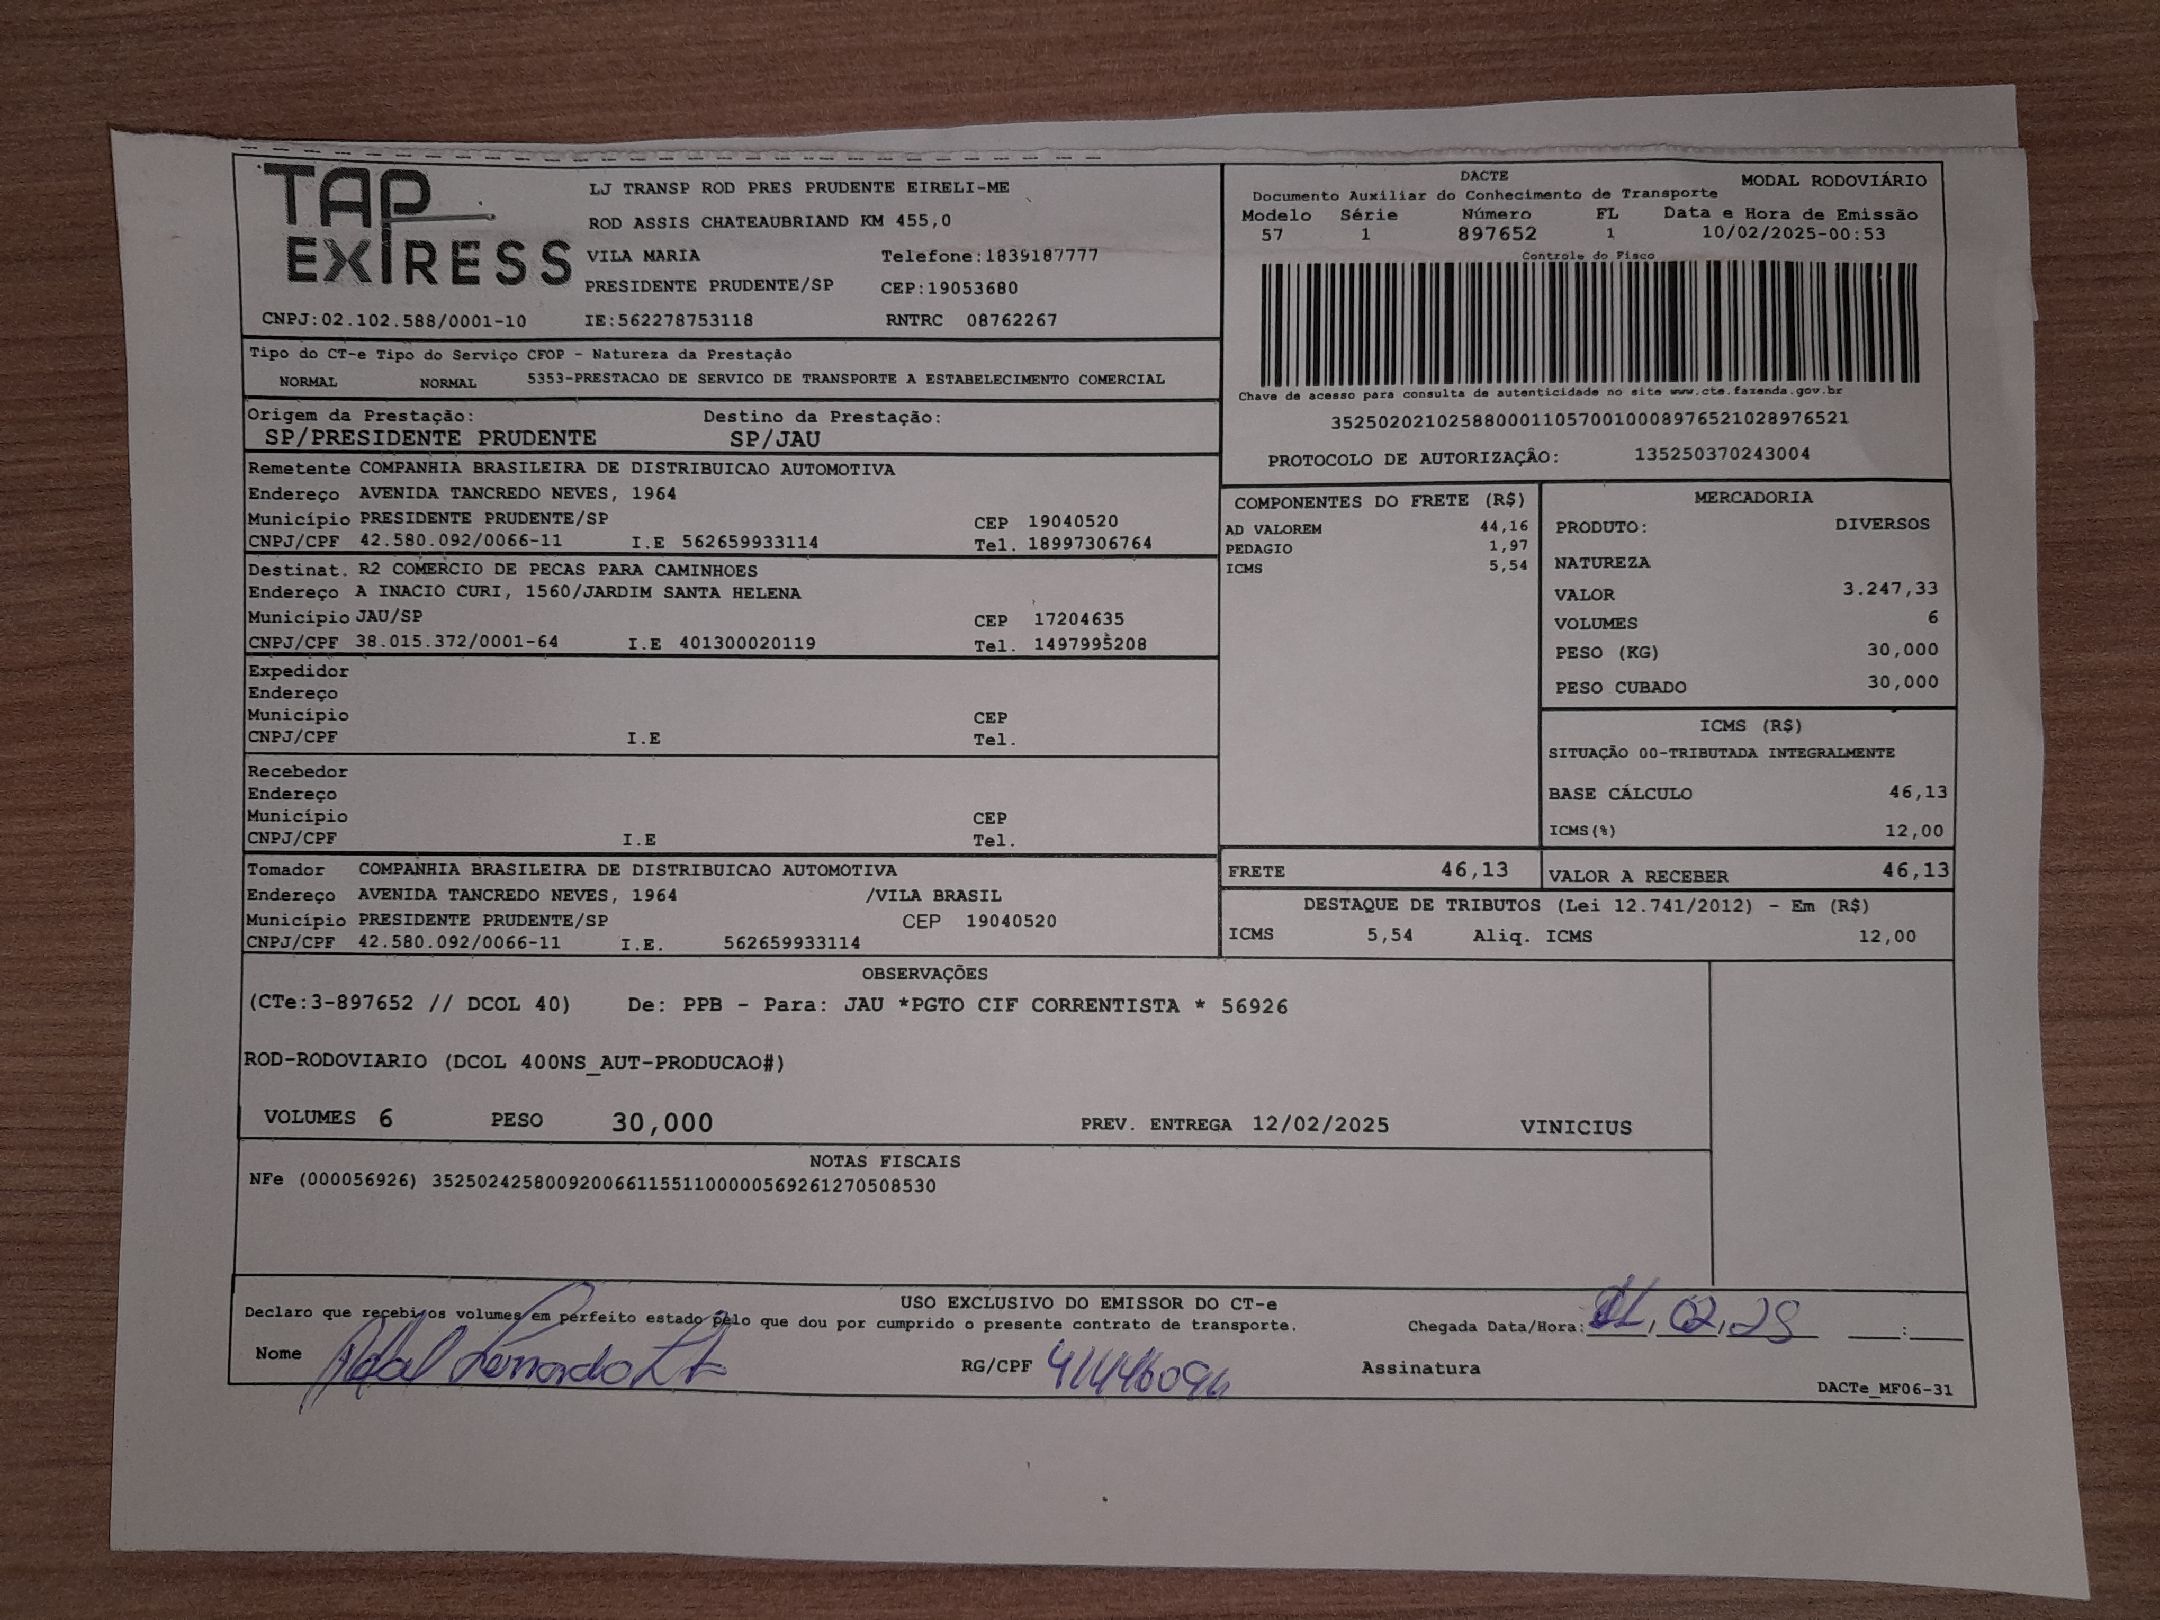 TAP EXPRESS
LJ TRANSP ROD PRES PRUDENTE EIRELI-ME
ROD ASSIS CHATEAUBRIAND KM 455,0
VILA MARIA Telefone:1839187777
PRESIDENTE PRUDENTE/SP CEP:19053680
CNPJ:02.102.588/0001-10 IE:562278753118 RNTRC 08762267
DACTE
Documento Auxiliar do Conhecimento de Transporte MODAL RODOVIÁRIO
Modelo Série Número FL Data e Hora de Emissão
57 1 897652 1 10/02/2025-00:53
Controle do Fisco
Chave de acesso para consulta de autenticidade no site www.cte.fazenda.gov.br
35250202102588000110570010008976521028976521
PROTOCOLO DE AUTORIZAÇÃO: 135250370243004
Tipo do CT-e Tipo do Serviço CFOP - Natureza da Prestação
NORMAL NORMAL 5353-PRESTACAO DE SERVICO DE TRANSPORTE A ESTABELECIMENTO COMERCIAL
Origem da Prestação: Destino da Prestação:
SP/PRESIDENTE PRUDENTE SP/JAU
Remetente COMPANHIA BRASILEIRA DE DISTRIBUICAO AUTOMOTIVA
Endereço AVENIDA TANCREDO NEVES, 1964
Município PRESIDENTE PRUDENTE/SP CEP 19040520
CNPJ/CPF 42.580.092/0066-11 I.E 562659933114 Tel. 18997306764
Destinat. R2 COMERCIO DE PECAS PARA CAMINHOES
Endereço A INACIO CURI, 1560/JARDIM SANTA HELENA
Município JAU/SP CEP 17204635
CNPJ/CPF 38.015.372/0001-64 I.E 401300020119 Tel. 1497995208
Expedidor
Endereço
Município CEP
CNPJ/CPF I.E Tel.
Recebedor
Endereço
Município CEP
CNPJ/CPF I.E Tel.
Tomador COMPANHIA BRASILEIRA DE DISTRIBUICAO AUTOMOTIVA
Endereço AVENIDA TANCREDO NEVES, 1964 /VILA BRASIL
Município PRESIDENTE PRUDENTE/SP CEP 19040520
CNPJ/CPF 42.580.092/0066-11 I.E. 562659933114
COMPONENTES DO FRETE (R$)
AD VALOREM 44,16
PEDAGIO 1,97
ICMS 5,54
MERCADORIA
PRODUTO: DIVERSOS
NATUREZA
VALOR 3.247,33
VOLUMES 6
PESO (KG) 30,000
PESO CUBADO 30,000
ICMS (R$)
SITUAÇÃO 00-TRIBUTADA INTEGRALMENTE
BASE CÁLCULO 46,13
ICMS(%) 12,00
FRETE 46,13 VALOR A RECEBER 46,13
DESTAQUE DE TRIBUTOS (Lei 12.741/2012) - Em (R$)
ICMS 5,54 Aliq. ICMS 12,00
OBSERVAÇÕES
(CTe:3-897652 // DCOL 40) De: PPB - Para: JAU *PGTO CIF CORRENTISTA * 56926
ROD-RODOVIARIO (DCOL 400NS_AUT-PRODUCAO#)
VOLUMES 6 PESO 30,000 PREV. ENTREGA 12/02/2025 VINICIUS
NOTAS FISCAIS
NFe (000056926) 35250242580092006611551100000569261270508530
USO EXCLUSIVO DO EMISSOR DO CT-e
Declaro que recebi os volumes em perfeito estado pelo que dou por cumprido o presente contrato de transporte.
Chegada Data/Hora: 02, 25 :
Nome RG/CPF Assinatura
DACTe_MF06-31